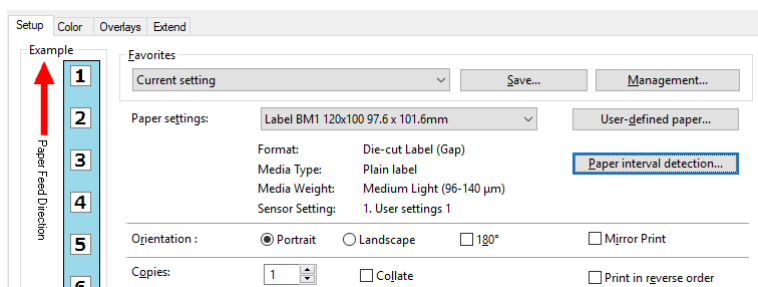 Setup Color Overlays Extend
Example
Favorites
Current setting Save... Management...
Paper settings: Label BM1 120x100 97.6 x 101.6mm User-defined paper...
Format: Die-cut Label (Gap)
Paper interval detection...
Media Type: Plain label
Media Weight: Medium Light (96-140 µm)
Sensor Setting: 1. User settings 1
Orientation : Portrait Landscape 180° Mirror Print
Copies: 1 Collate Print in reverse order
Paper Feed Direction
1
2
3
4
5
6